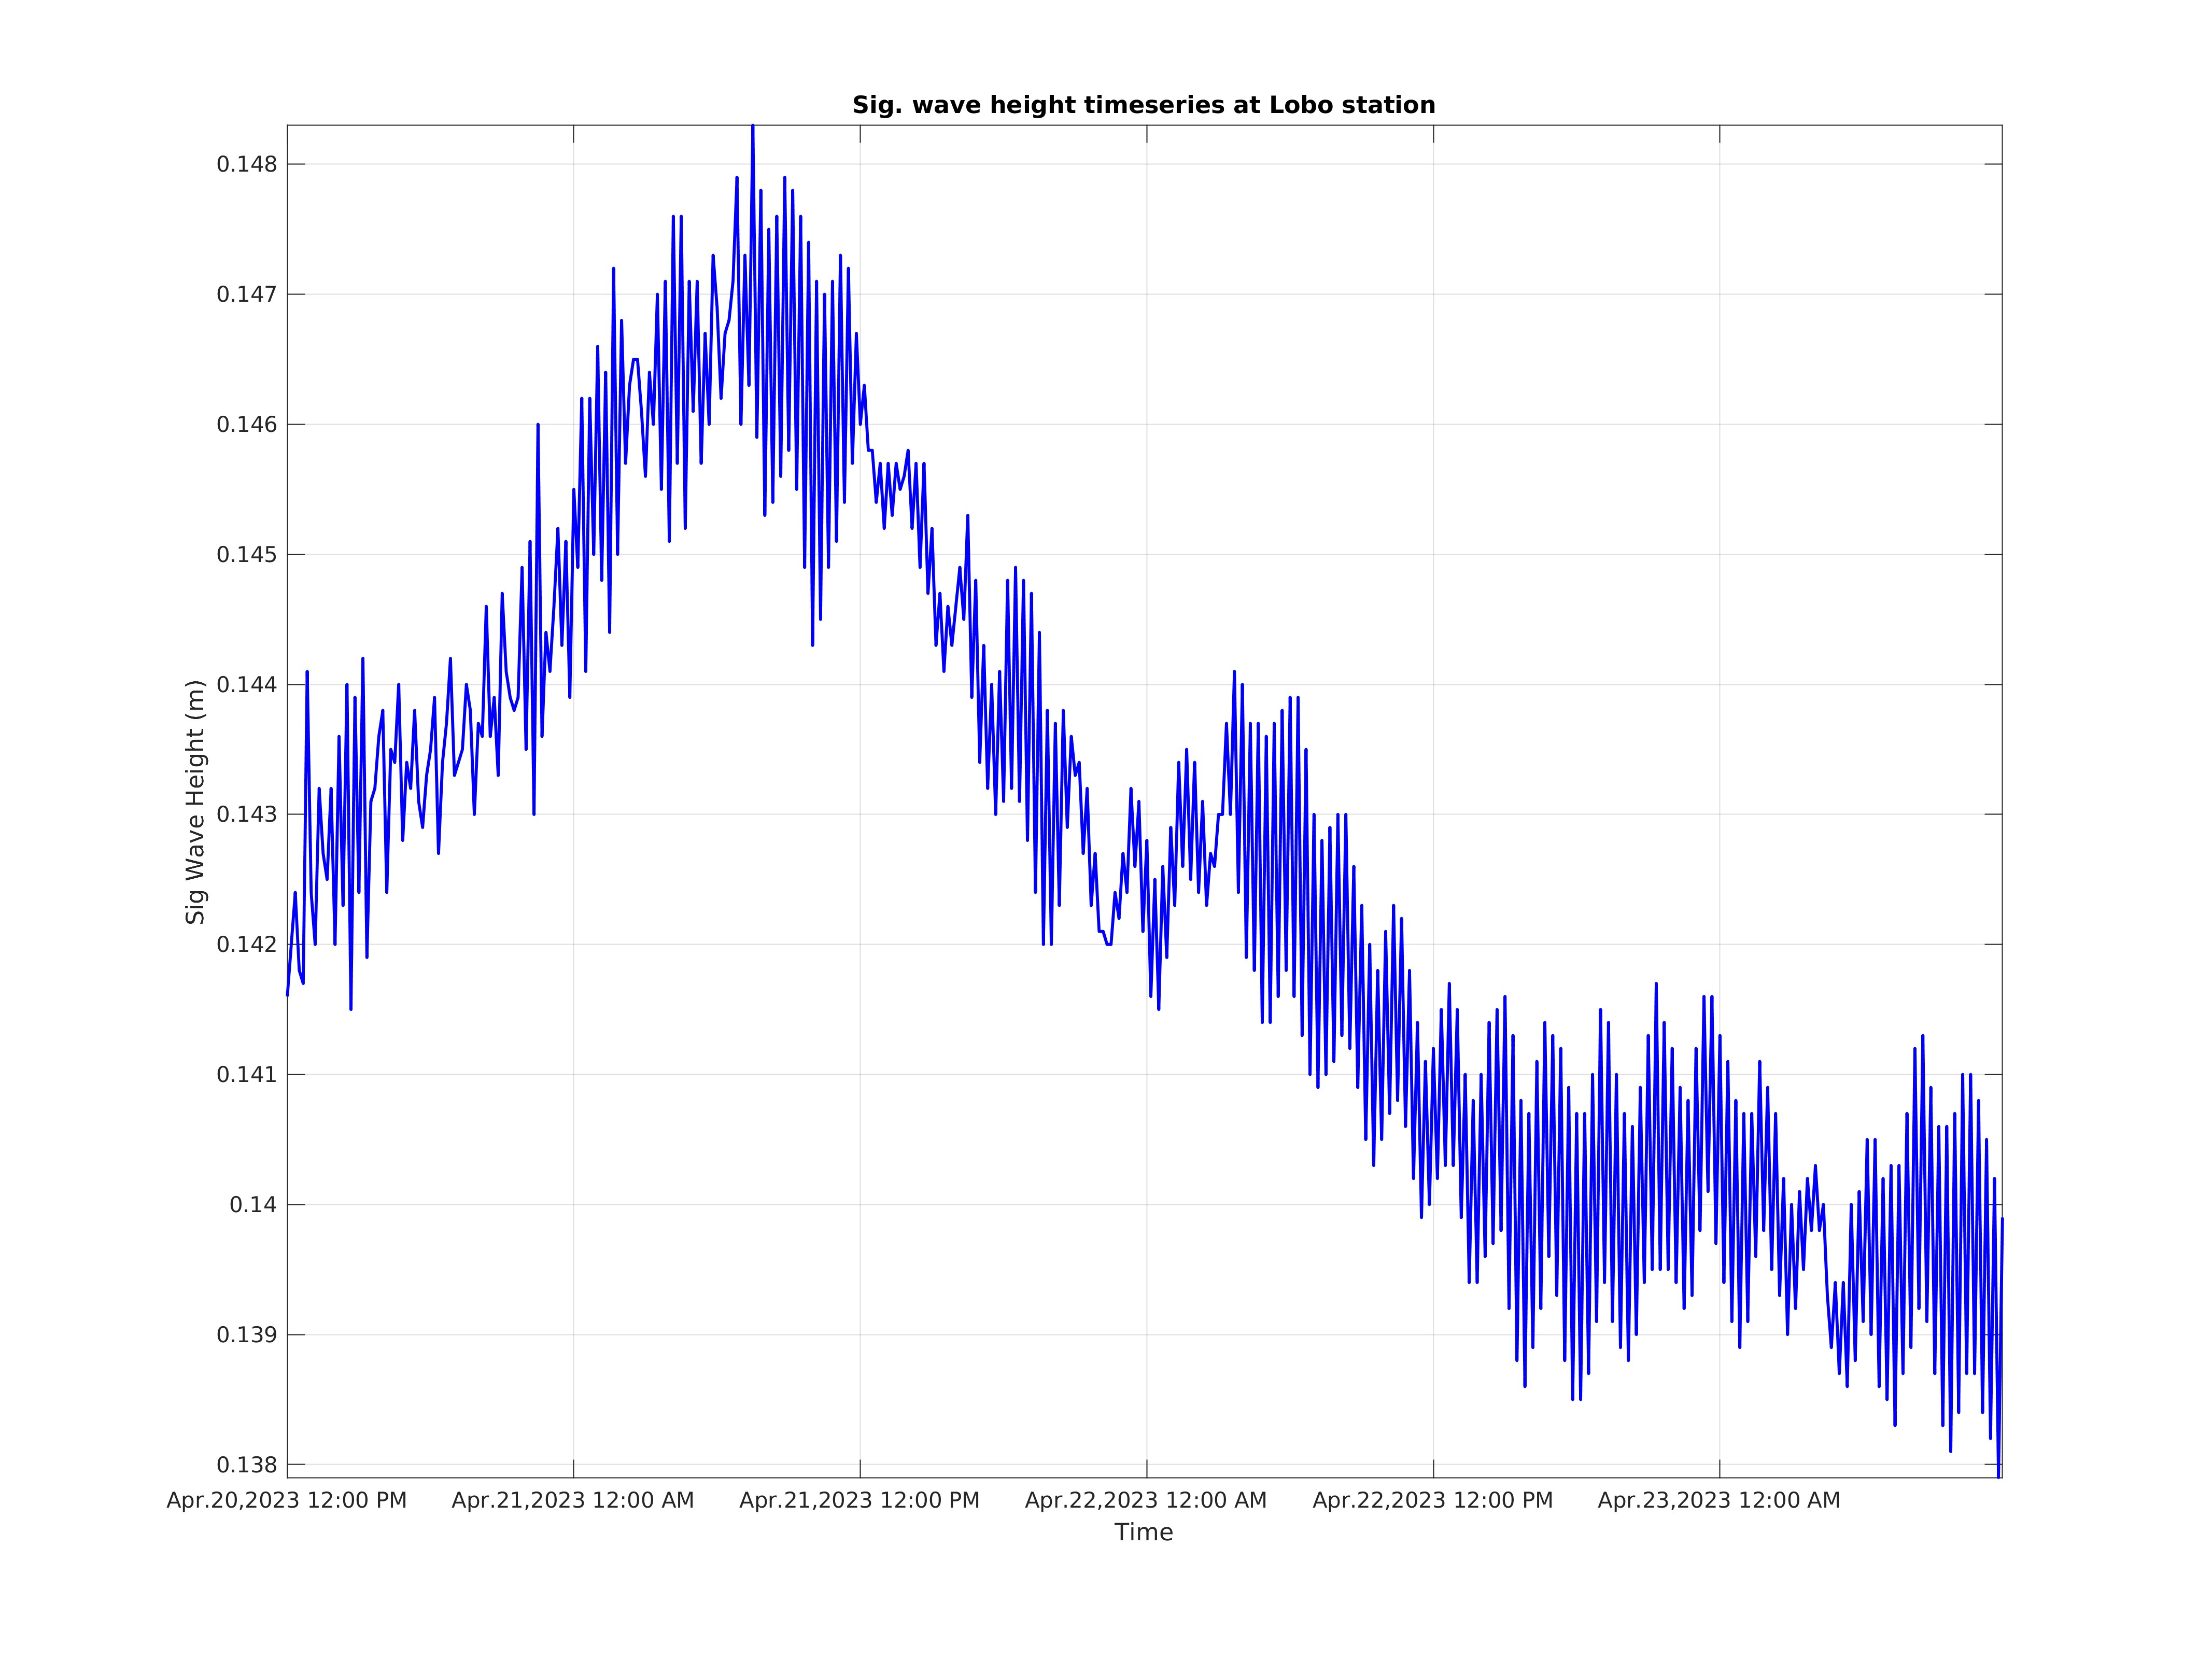 Sig. wave height timeseries at Lobo station
0.148
0.147
0.146
0.145
0.144
0.143
0.142
0.141
0.14
0.139
0.138
Sig Wave Height (m)
Apr.20,2023 12:00 PM Apr.21,2023 12:00 AM Apr.21,2023 12:00 PM Apr.22,2023 12:00 AM Apr.22,2023 12:00 PM Apr.23,2023 12:00 AM
Time